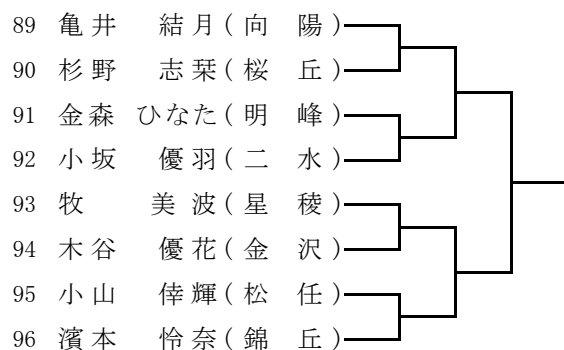 89 亀井 結月(向 陽)
90 杉野 志栞(桜 丘)
91 金森 ひなた(明 峰)
92 小坂 優羽(二 水)
93 牧 美波(星 稜)
94 木谷 優花(金 沢)
95 小山 倖輝(松 任)
96 濱本 怜奈(錦 丘)